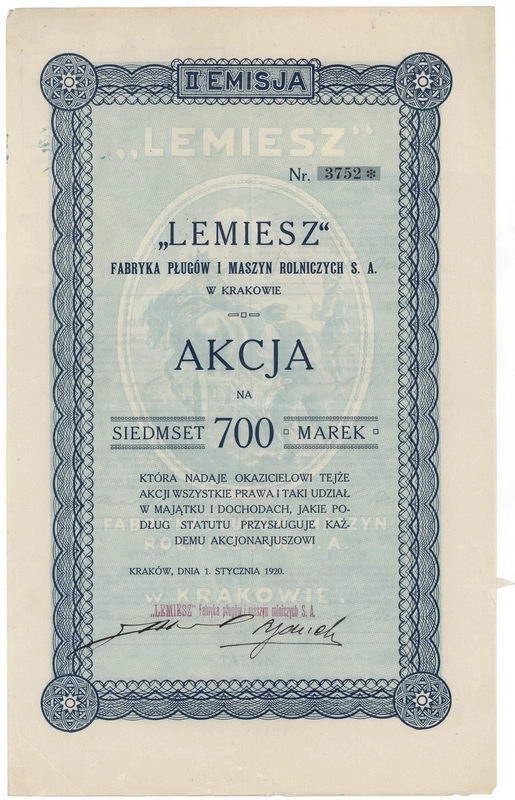 II EMISJA
„LEMIESZ"
Nr. 3752 *
„LEMIESZ"
FABRYKA PŁUGÓW I MASZYN ROLNICZYCH S. A.
W KRAKOWIE
AKCJA
NA
SIEDMSET 700 MAREK
KTÓRA NADAJE OKAZICIELOWI TEJŻE
AKCJI WSZYSTKIE PRAWA I TAKI UDZIAŁ
W MAJĄTKU I DOCHODACH, JAKIE PO-
DŁUG STATUTU PRZYSŁUGUJE KAŻ-
DEMU AKCJONARJUSZOWI
KRAKÓW, DNIA 1. STYCZNIA 1920.
W KRAKOWIE.
„LEMIESZ" Fabryka pługów i maszyn rolniczych S. A.